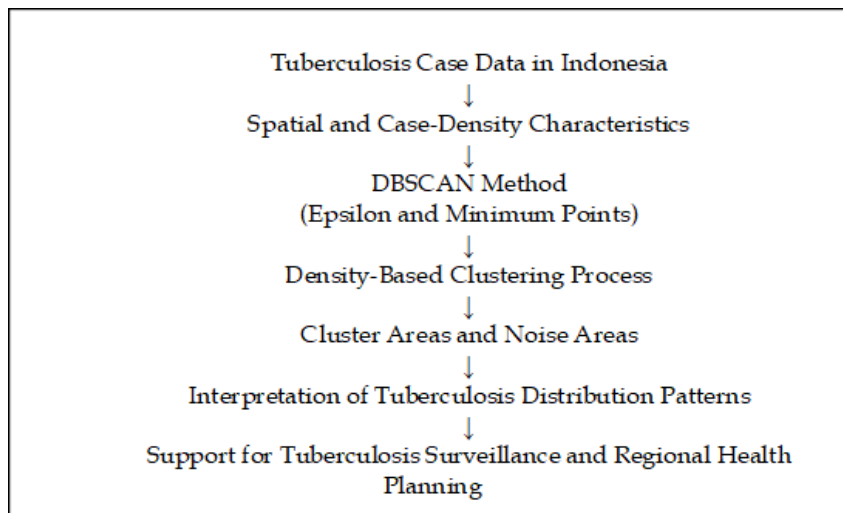 Tuberculosis Case Data in Indonesia
↓
Spatial and Case-Density Characteristics
↓
DBSCAN Method
(Epsilon and Minimum Points)
↓
Density-Based Clustering Process
↓
Cluster Areas and Noise Areas
↓
Interpretation of Tuberculosis Distribution Patterns
↓
Support for Tuberculosis Surveillance and Regional Health
Planning